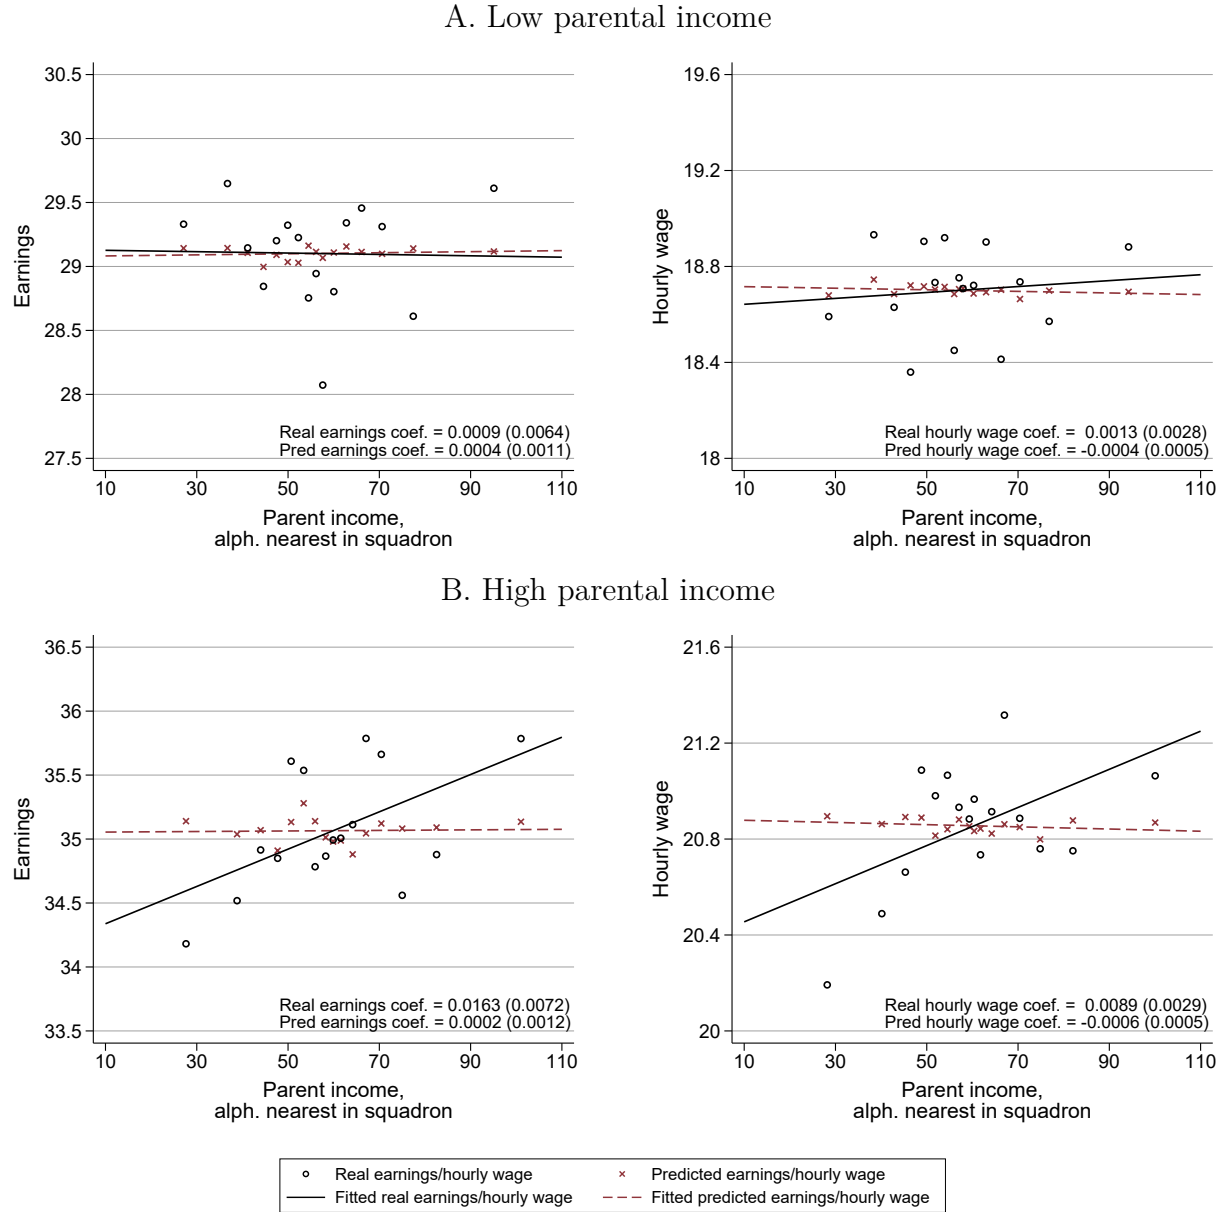 A. Low parental income
30.5
30
29.5
29
28.5
28
27.5
Earnings
Real earnings coef. = 0.0009 (0.0064)
Pred earnings coef. = 0.0004 (0.0011)
10 30 50 70 90 110
Parent income,
alph. nearest in squadron
19.6
19.2
18.8
18.4
18
Hourly wage
Real hourly wage coef. = 0.0013 (0.0028)
Pred hourly wage coef. = -0.0004 (0.0005)
10 30 50 70 90 110
Parent income,
alph. nearest in squadron
B. High parental income
36.5
36
35.5
35
34.5
34
33.5
Earnings
Real earnings coef. = 0.0163 (0.0072)
Pred earnings coef. = 0.0002 (0.0012)
10 30 50 70 90 110
Parent income,
alph. nearest in squadron
21.6
21.2
20.8
20.4
20
Hourly wage
Real hourly wage coef. = 0.0089 (0.0029)
Pred hourly wage coef. = -0.0006 (0.0005)
10 30 50 70 90 110
Parent income,
alph. nearest in squadron
Real earnings/hourly wage
Predicted earnings/hourly wage
Fitted real earnings/hourly wage
Fitted predicted earnings/hourly wage